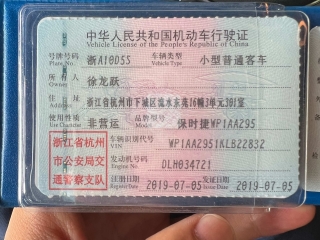 中华人民共和国机动车行驶证
Vehicle License of the People's Republic of China
号牌号码 浙A10D55 车辆类型 小型普通客车
Plate No. Vehicle Type
所有人 徐龙跃
Owner
住址 浙江省杭州市下城区流水东苑16幢3单元301室
Address
使用性质 非营运 品牌型号 保时捷WP1AA295
Use Character Model
浙江省杭州市公安局交通警察支队
车辆识别代号 WP1AA2951KLB22832
VIN
发动机号码 DLH034721
Engine No.
注册日期 2019-07-05 发证日期 2019-07-05
Register Date Issue Date